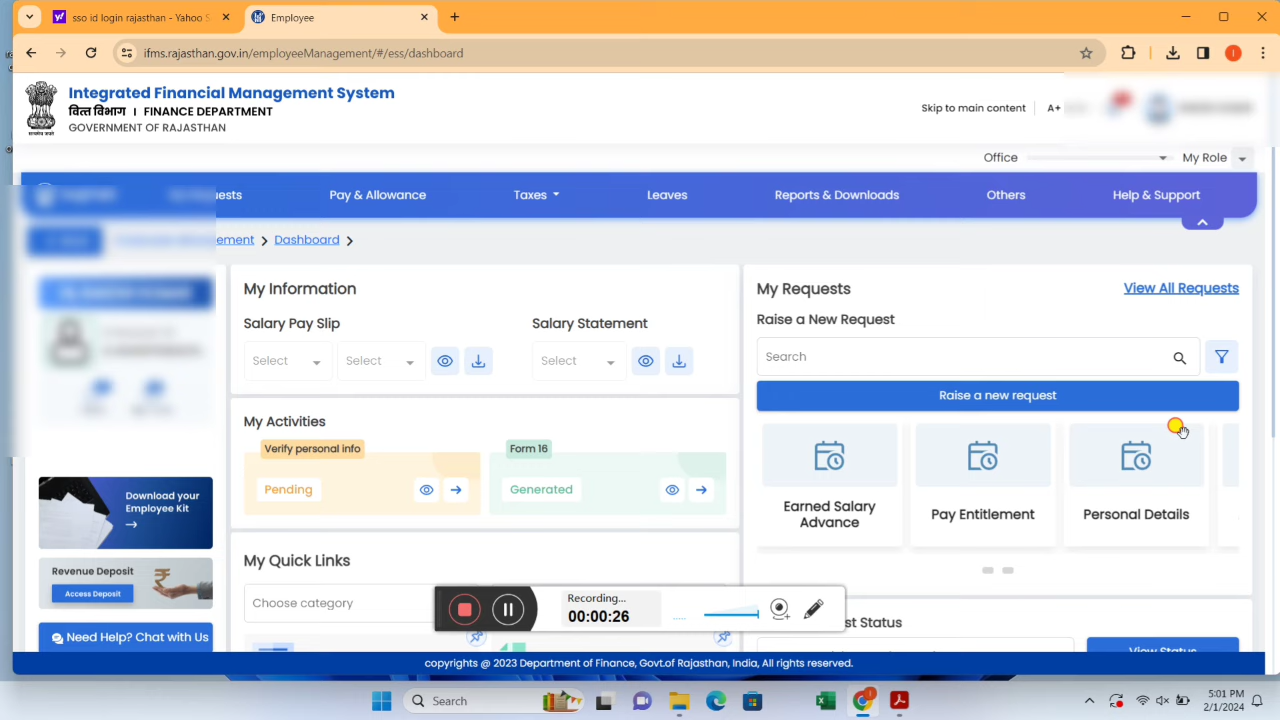 sso id login rajasthan - Yahoo S
Employee
ifms.rajasthan.gov.in/employeeManagement/#/ess/dashboard
Integrated Financial Management System
वित्त विभाग । FINANCE DEPARTMENT
GOVERNMENT OF RAJASTHAN
Skip to main content
A+
Office
My Role
Pay & Allowance
Taxes
Leaves
Reports & Downloads
Others
Help & Support
Dashboard
My Information
Salary Pay Slip
Salary Statement
Select
Select
Select
My Activities
Verify personal info
Form 16
Pending
Generated
My Quick Links
Choose category
My Requests
View All Requests
Raise a New Request
Search
Raise a new request
Earned Salary
Advance
Pay Entitlement
Personal Details
Download your
Employee Kit
Revenue Deposit
Access Deposit
Need Help? Chat with Us
Recording...
00:00:26
st Status
View Status
copyrights @ 2023 Department of Finance, Govt.of Rajasthan, India, All rights reserved.
Search
5:01 PM
2/1/2024